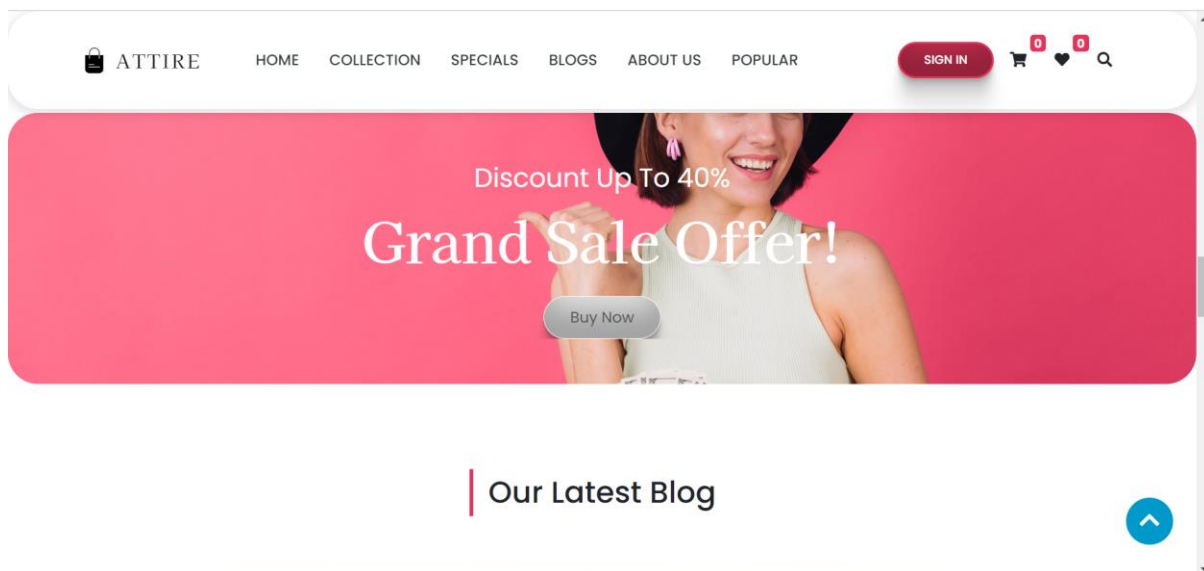 ATTIRE HOME COLLECTION SPECIALS BLOGS ABOUT US POPULAR SIGN IN 0 0
Discount Up To 40%
Grand Sale Offer!
Buy Now
Our Latest Blog